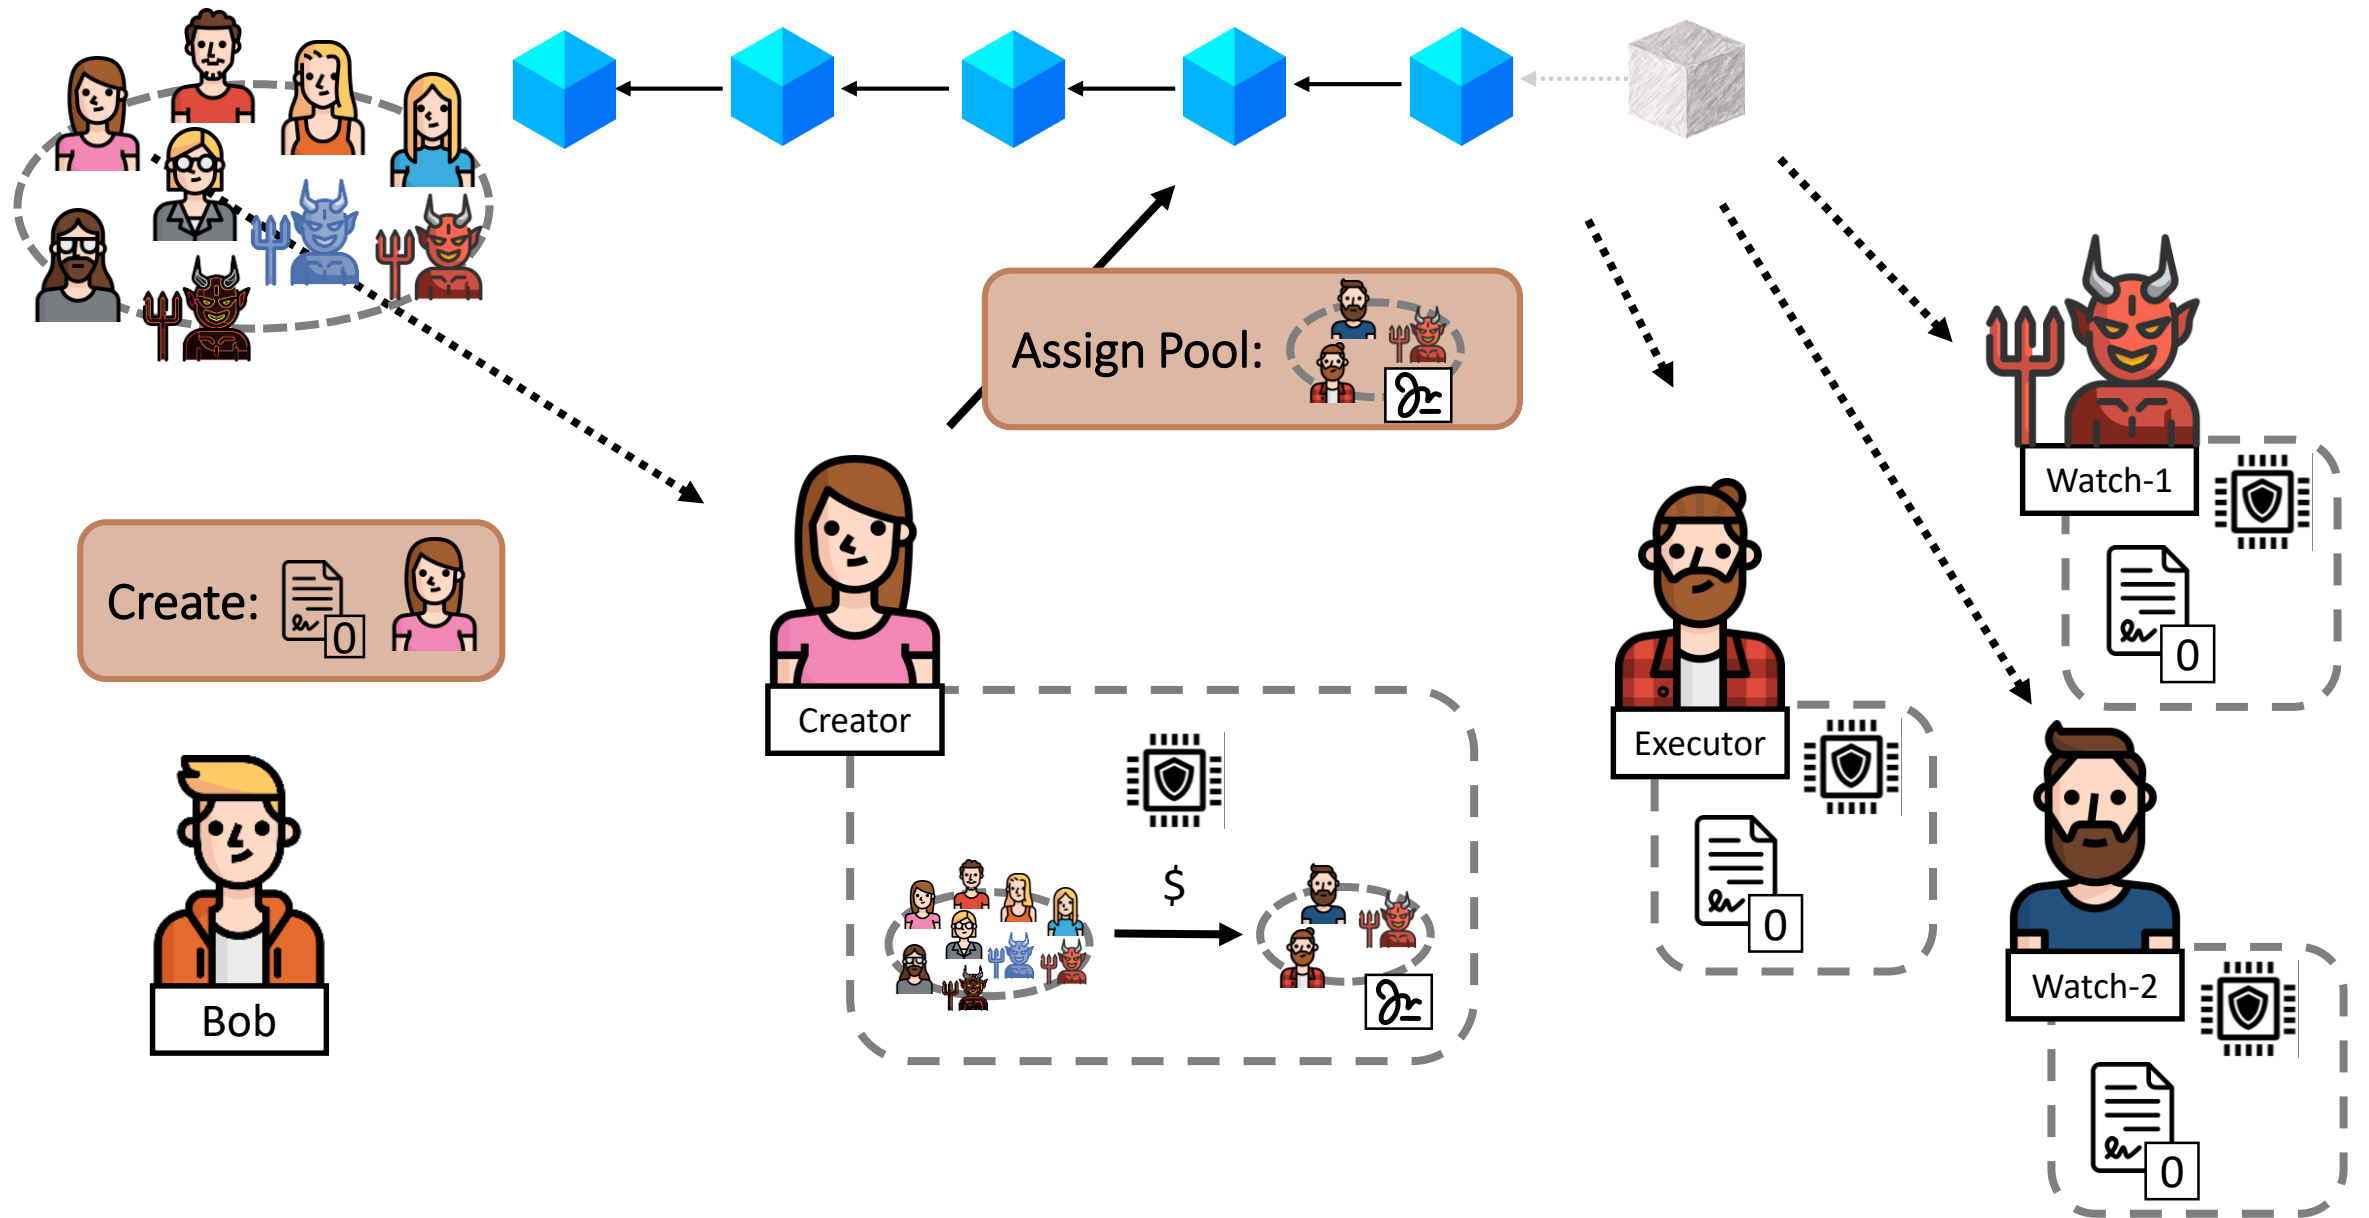 Assign Pool:
Create:
0
Bob
Creator
$
Executor
0
Watch-1
0
Watch-2
0